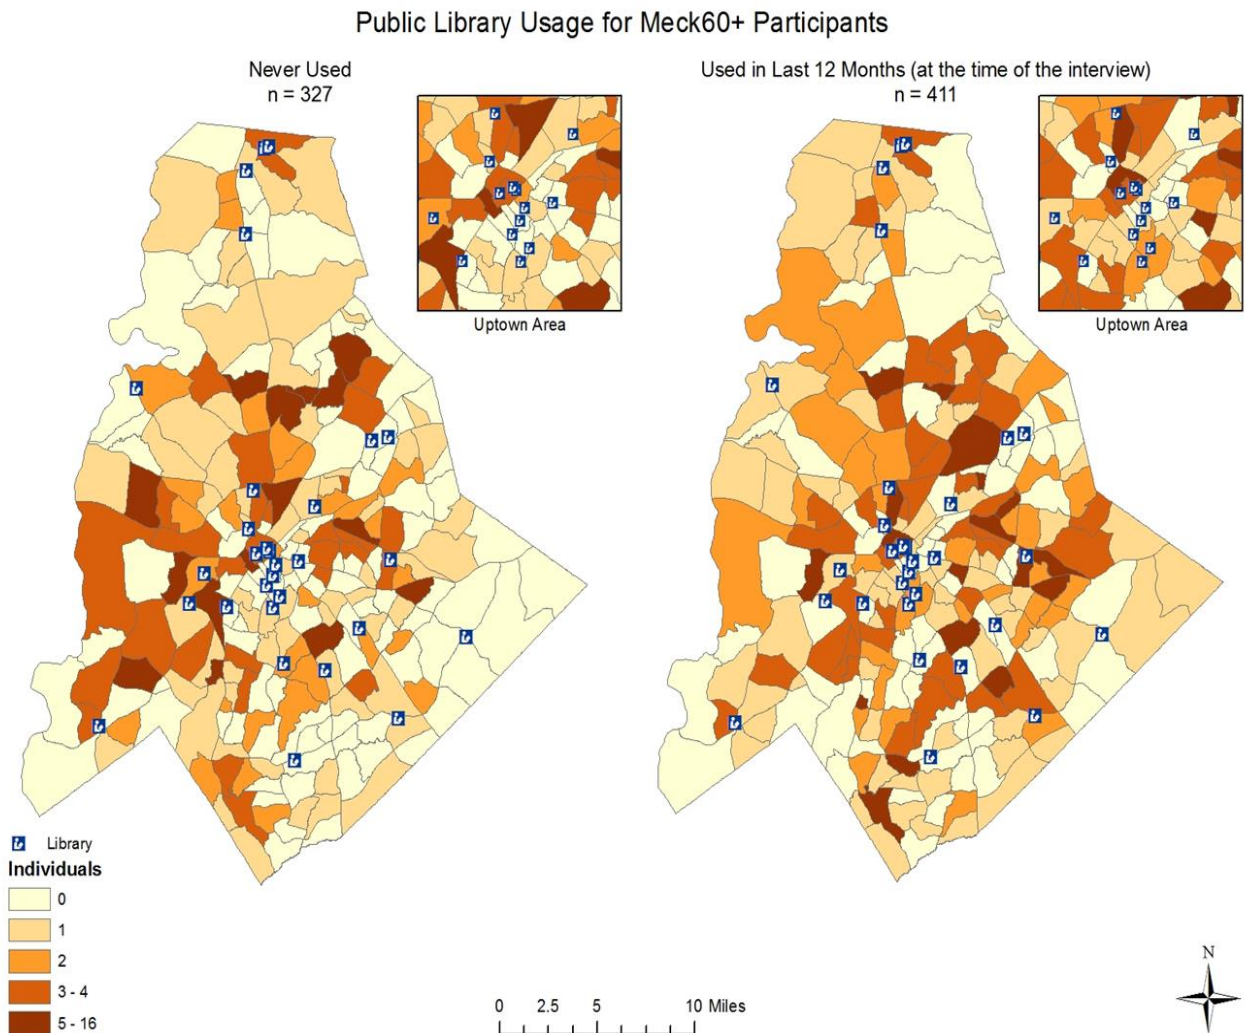 Public Library Usage for Meck60+ Participants
Never Used
n = 327
Used in Last 12 Months (at the time of the interview)
n = 411
Uptown Area
Uptown Area
Library
Individuals
0
1
2
3 - 4
5 - 16
0 2.5 5 10 Miles
N